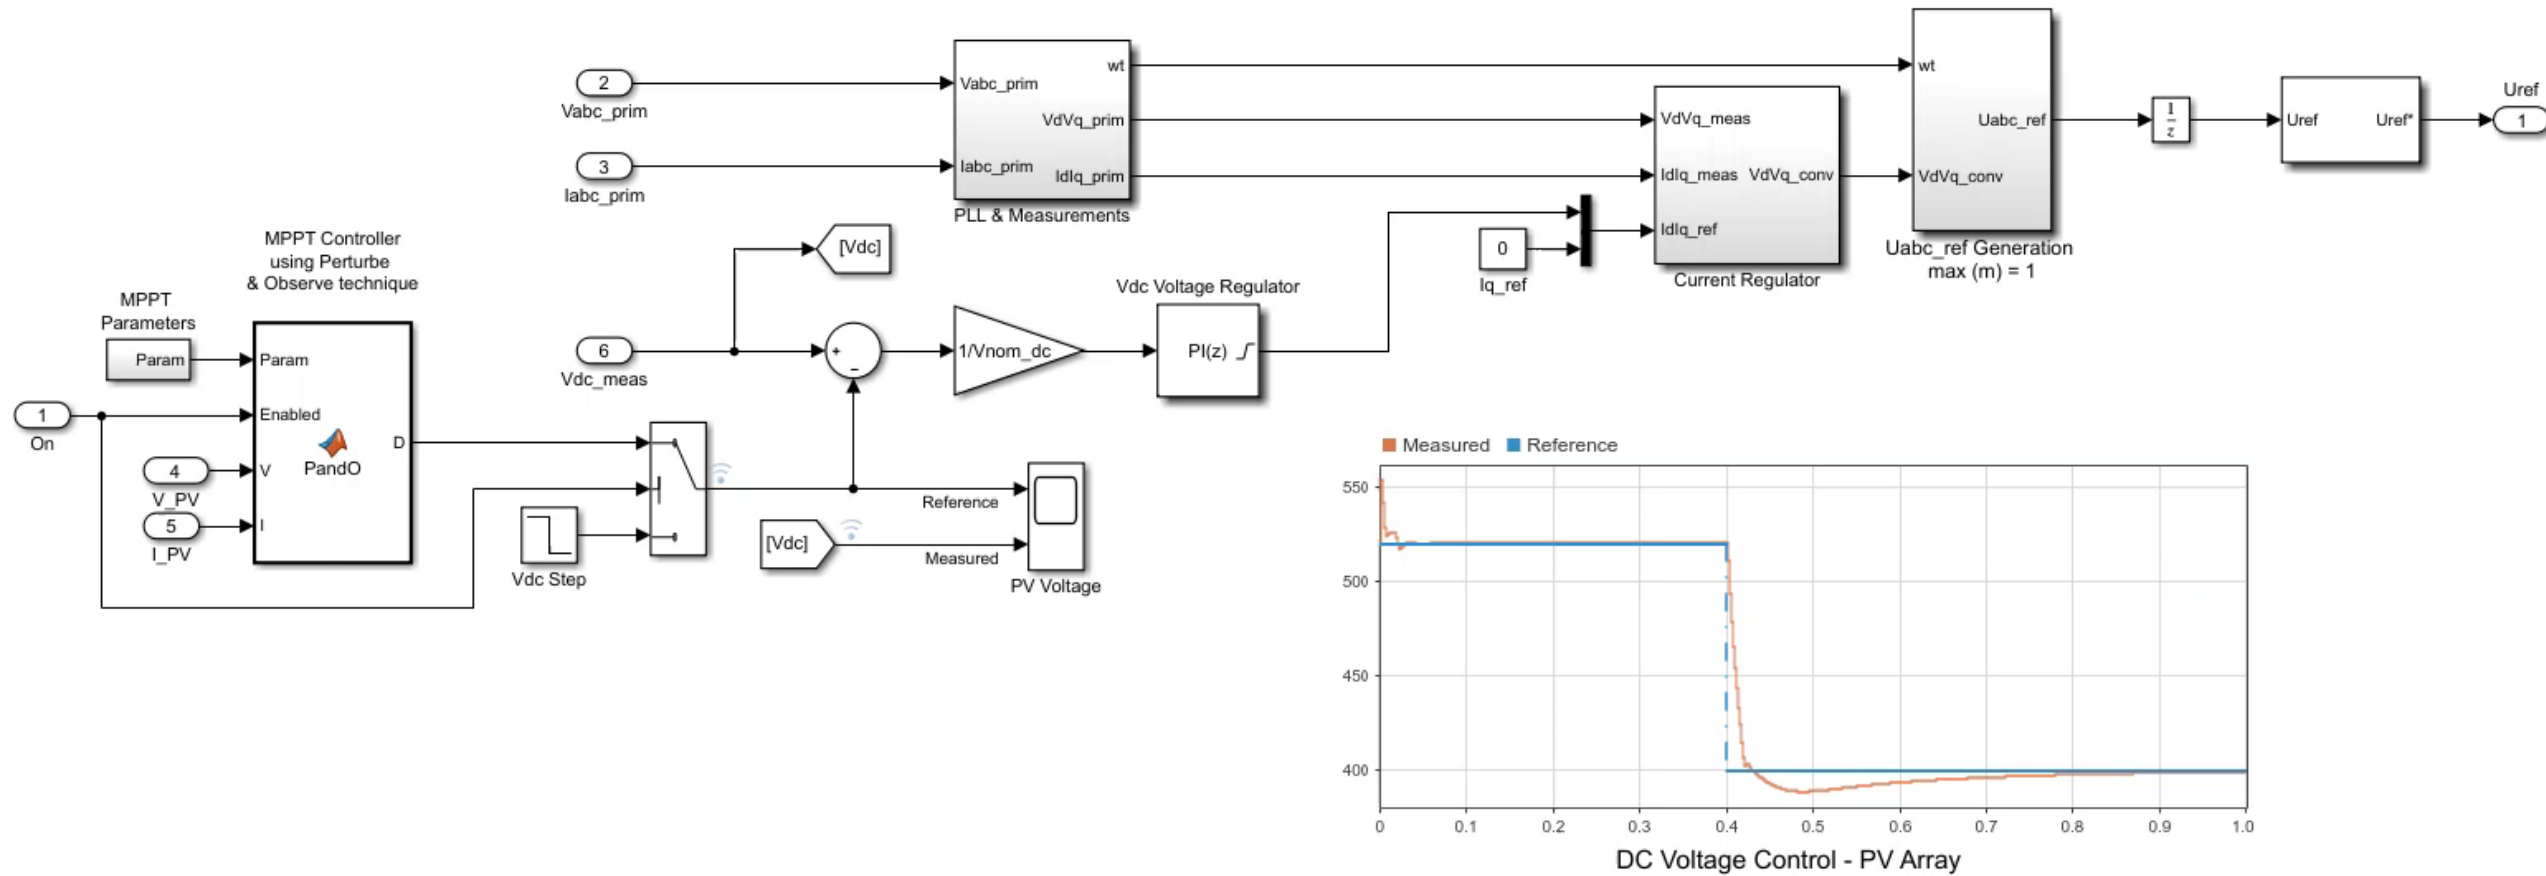 2
Vabc_prim
3
Iabc_prim
Vabc_prim
Iabc_prim
wt
VdVq_prim
IdIq_prim
PLL & Measurements
VdVq_meas
IdIq_meas
VdVq_conv
IdIq_ref
Current Regulator
wt
Uabc_ref
VdVq_conv
Uabc_ref Generation
max (m) = 1
1
z
Uref
Uref*
Uref
1
0
Iq_ref
MPPT Controller
using Perturbe
& Observe technique
MPPT
Parameters
Param
1
On
4
V_PV
5
I_PV
Param
Enabled
V
I
D
PandO
[Vdc]
6
Vdc_meas
+
−
1/Vnom_dc
Vdc Voltage Regulator
PI(z)
Vdc Step
[Vdc]
Reference
Measured
PV Voltage
Measured
Reference
550
500
450
400
0
0.1
0.2
0.3
0.4
0.5
0.6
0.7
0.8
0.9
1.0
DC Voltage Control - PV Array